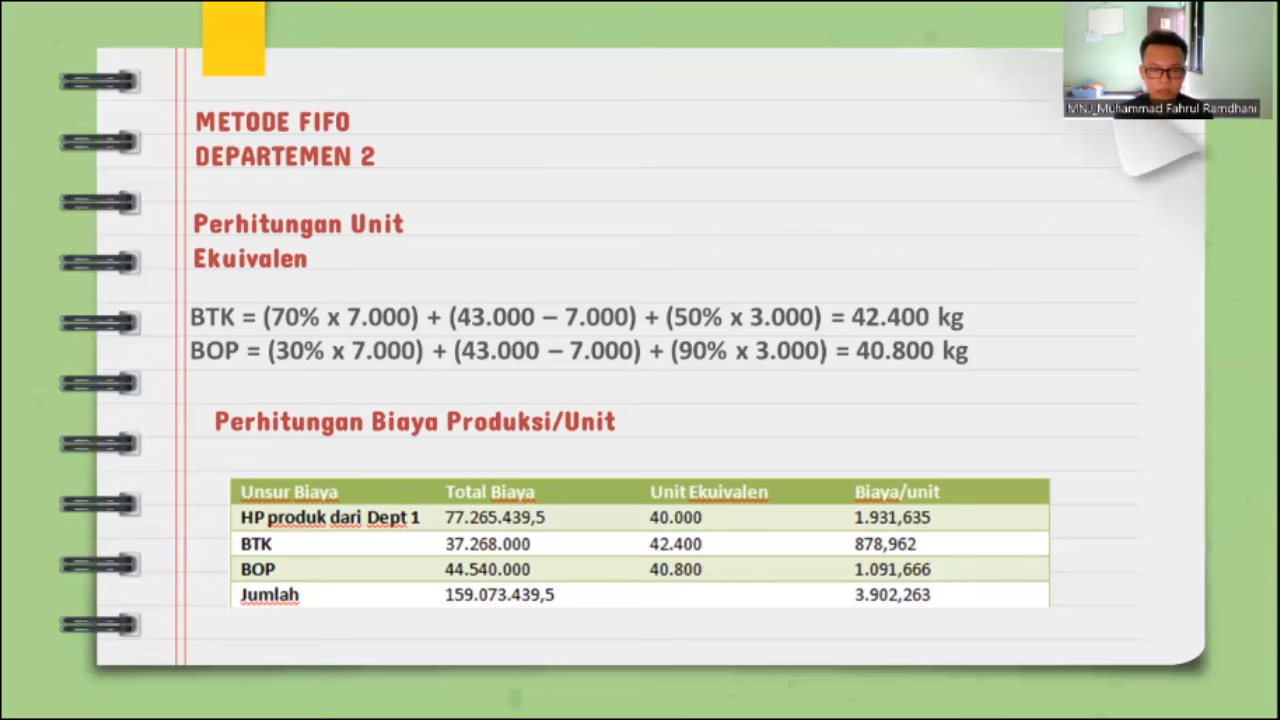 METODE FIFO
DEPARTEMEN 2
Perhitungan Unit
Ekuivalen
BTK = (70% x 7.000) + (43.000 – 7.000) + (50% x 3.000) = 42.400 kg
BOP = (30% x 7.000) + (43.000 – 7.000) + (90% x 3.000) = 40.800 kg
Perhitungan Biaya Produksi/Unit
Unsur Biaya Total Biaya Unit Ekuivalen Biaya/unit
HP produk dari Dept 1 77.265.439,5 40.000 1.931,635
BTK 37.268.000 42.400 878,962
BOP 44.540.000 40.800 1.091,666
Jumlah 159.073.439,5 3.902,263
MNJ_Muhammad Fahrul Ramdhani